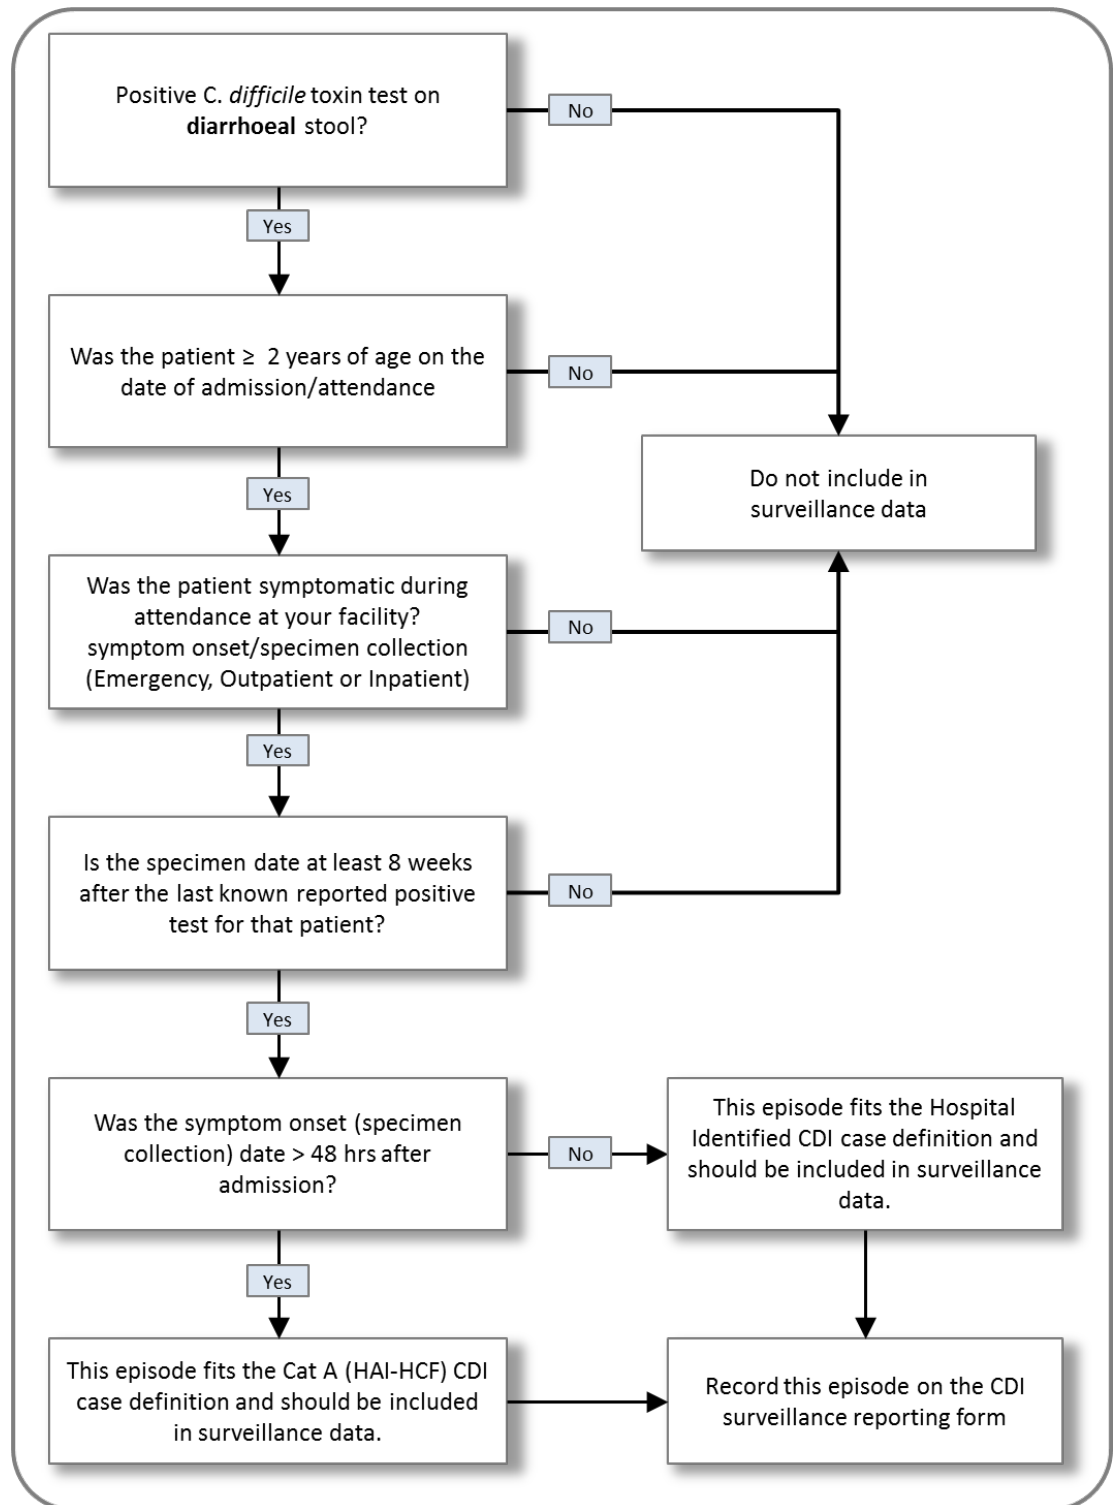 Positive C. difficile toxin test on
diarrhoeal stool?
No
Yes
Was the patient ≥ 2 years of age on the
date of admission/attendance
No
Do not include in
surveillance data
Yes
Was the patient symptomatic during
attendance at your facility?
symptom onset/specimen collection
(Emergency, Outpatient or Inpatient)
No
Yes
Is the specimen date at least 8 weeks
after the last known reported positive
test for that patient?
No
Yes
Was the symptom onset (specimen
collection) date > 48 hrs after
admission?
No
This episode fits the Hospital
Identified CDI case definition and
should be included in surveillance
data.
Yes
This episode fits the Cat A (HAI-HCF) CDI
case definition and should be included
in surveillance data.
Record this episode on the CDI
surveillance reporting form